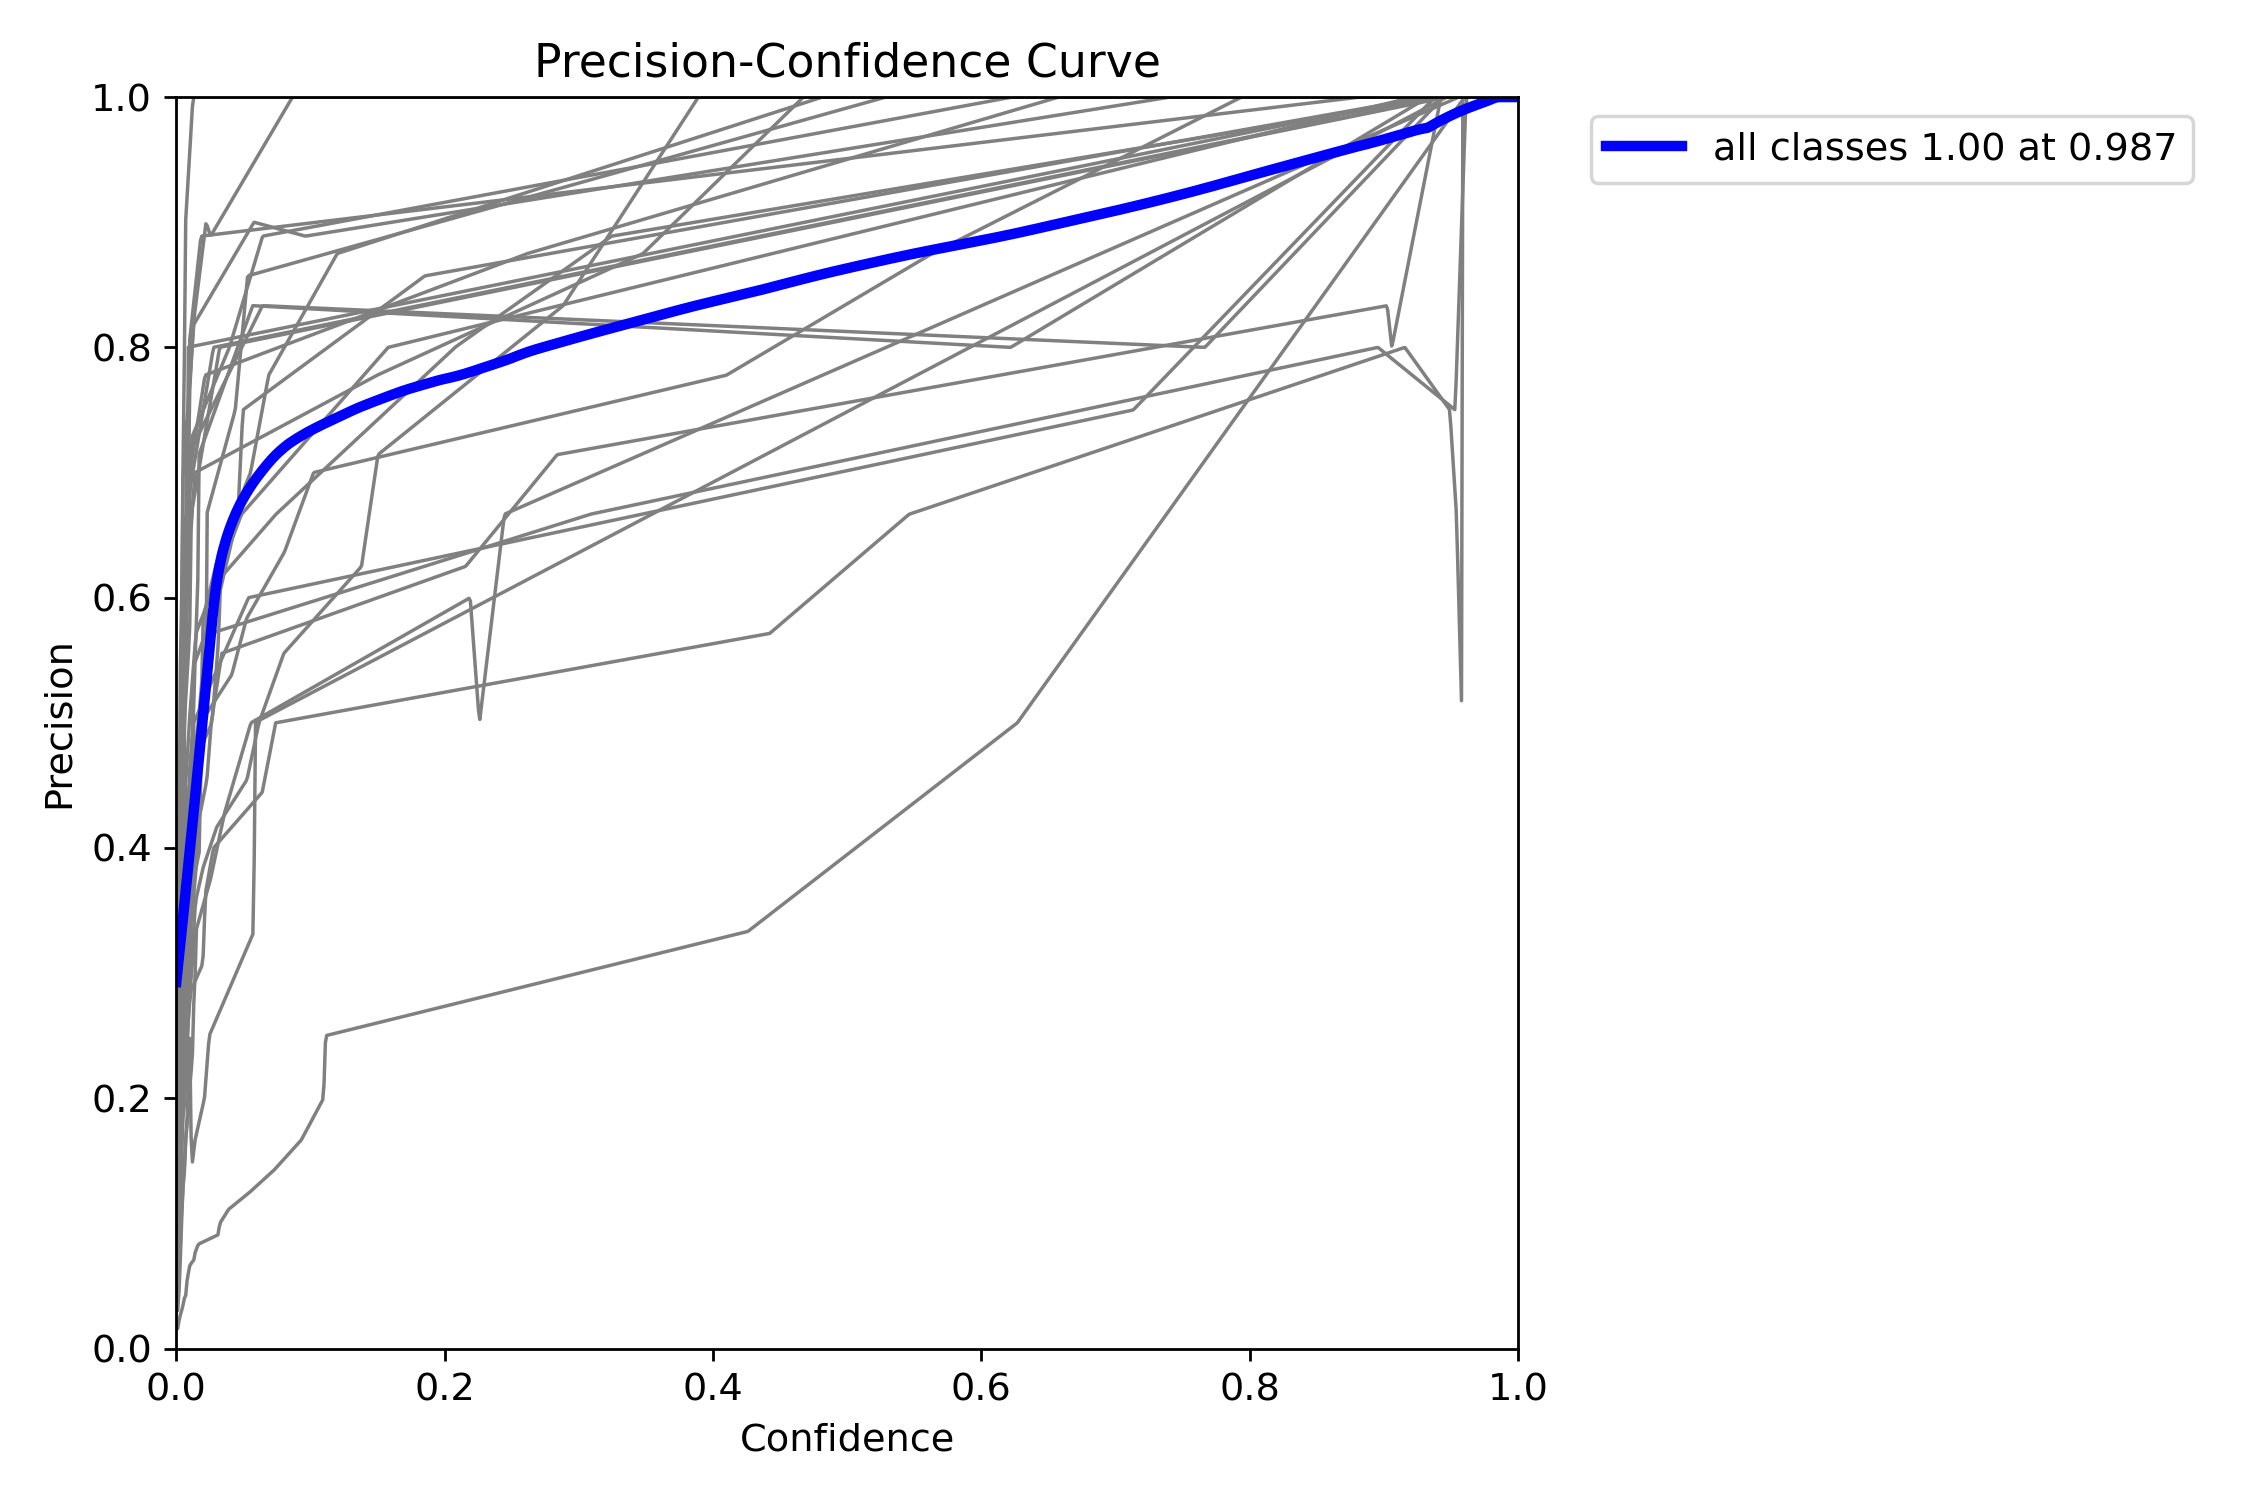 Precision-Confidence Curve
1.0
0.8
0.6
0.4
0.2
0.0
Precision
0.0 0.2 0.4 0.6 0.8 1.0
Confidence
all classes 1.00 at 0.987